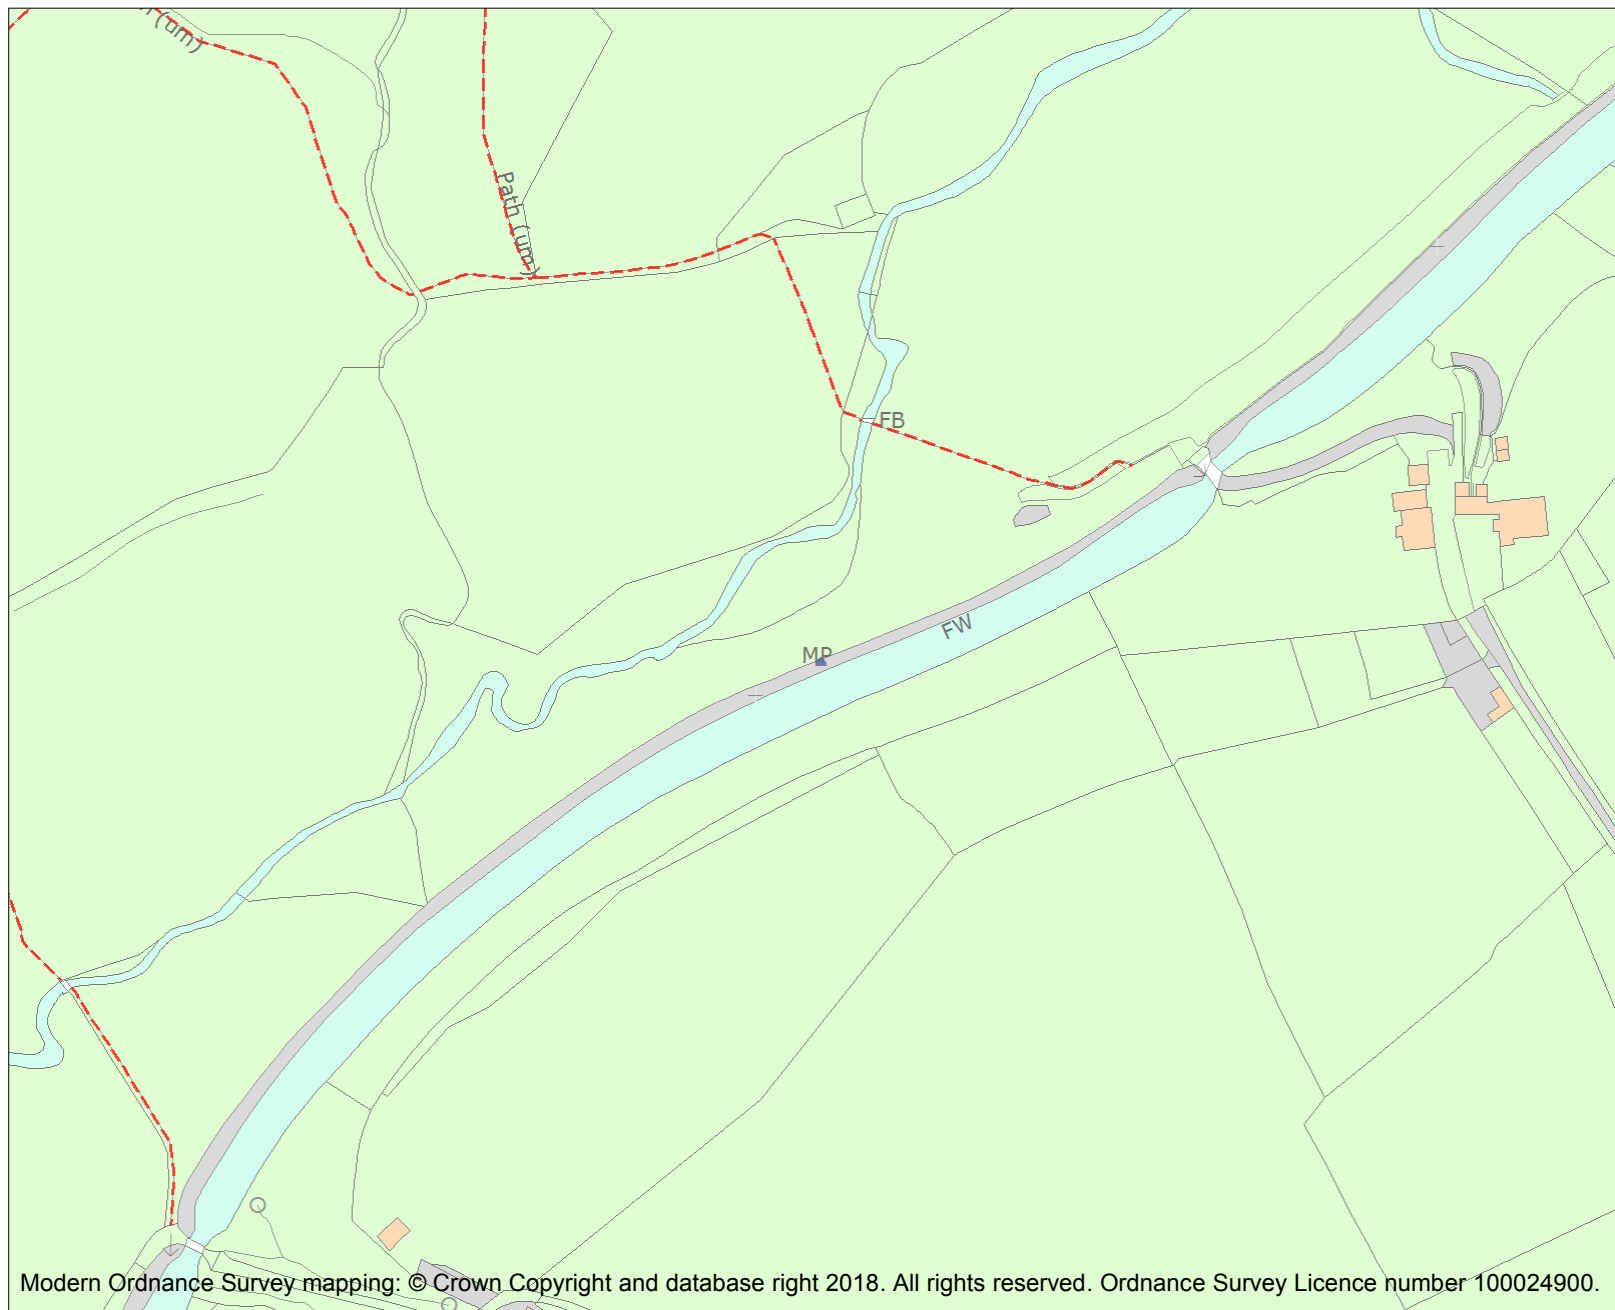 (um)
Path (um)
FB
FW
MP
Modern Ordnance Survey mapping: © Crown Copyright and database right 2018. All rights reserved. Ordnance Survey Licence number 100024900.